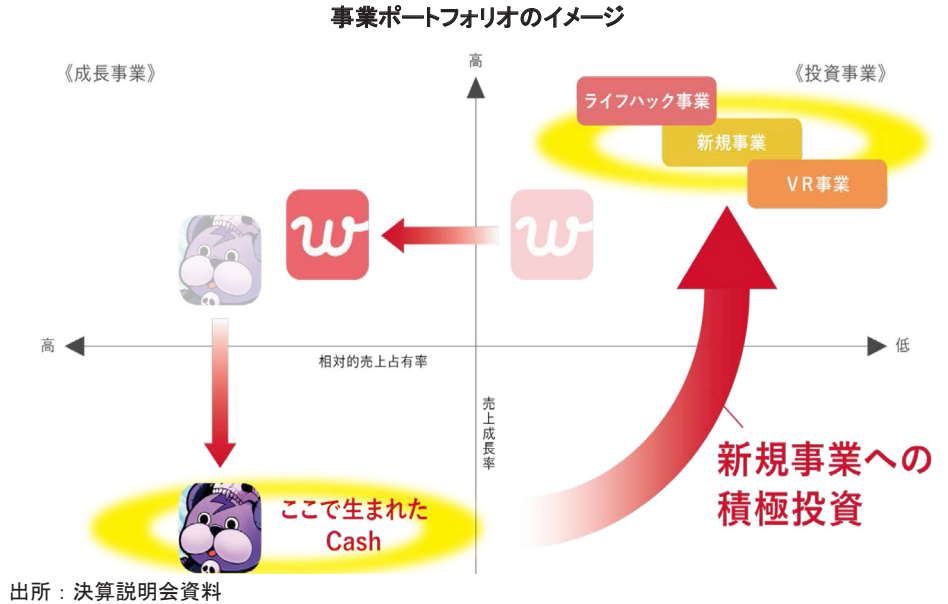 事業ポートフォリオのイメージ
《成長事業》
高
《投資事業》
ライフハック事業
新規事業
VR事業
w
w
高
低
相対的売上占有率
売上成長率
新規事業への
積極投資
ここで生まれた
Cash
出所：決算説明会資料